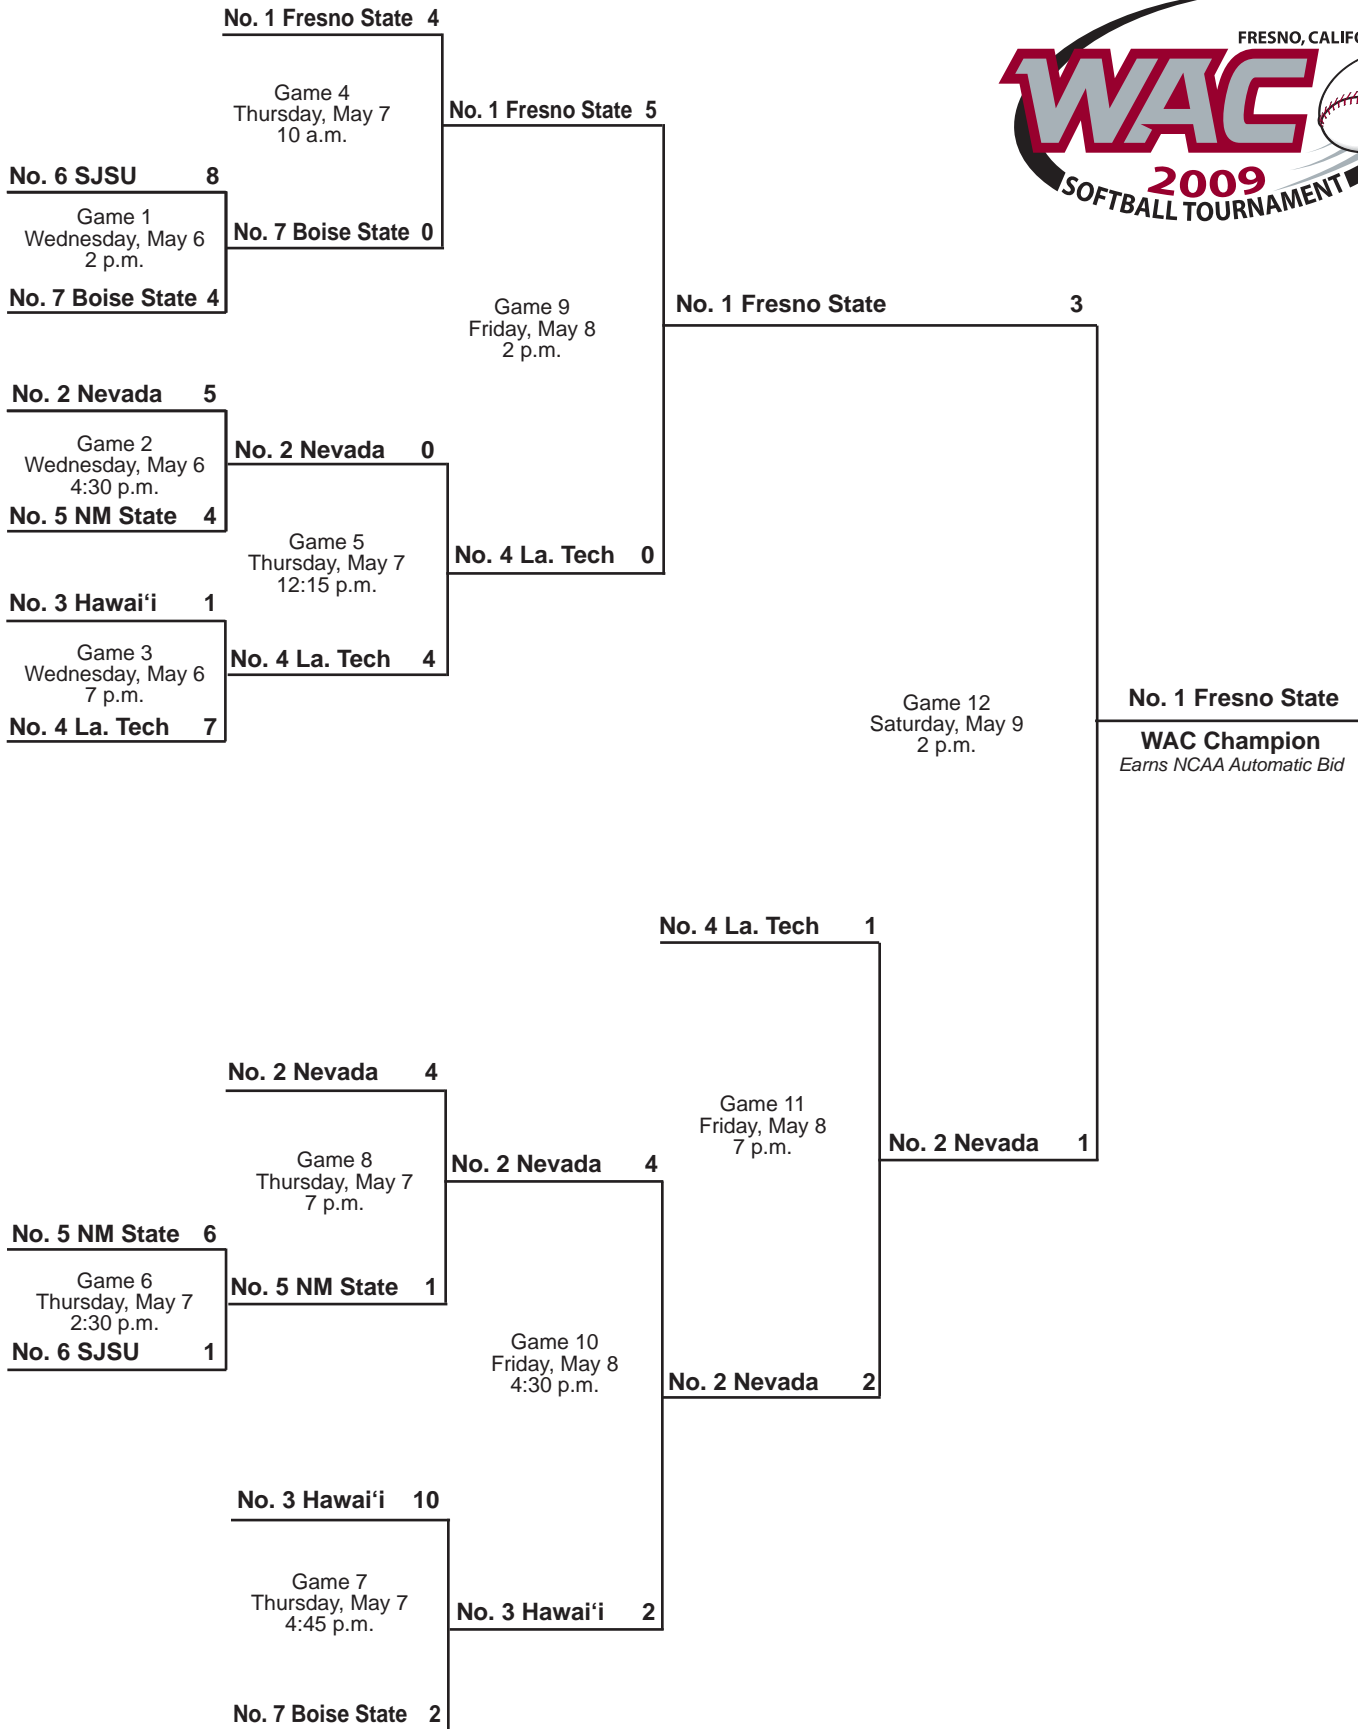 No. 1 Fresno State 4
FRESNO, CALIF
WAC
2009
SOFTBALL TOURNAMENT
Game 4
Thursday, May 7
10 a.m.
No. 1 Fresno State 5
No. 6 SJSU 8
Game 1
Wednesday, May 6
2 p.m.
No. 7 Boise State 0
No. 7 Boise State 4
Game 9
Friday, May 8
2 p.m.
No. 1 Fresno State 3
No. 2 Nevada 5
Game 2
Wednesday, May 6
4:30 p.m.
No. 2 Nevada 0
No. 5 NM State 4
Game 5
Thursday, May 7
12:15 p.m.
No. 4 La. Tech 0
No. 3 Hawai‘i 1
Game 3
Wednesday, May 6
7 p.m.
No. 4 La. Tech 4
No. 4 La. Tech 7
Game 12
Saturday, May 9
2 p.m.
No. 1 Fresno State
WAC Champion
Earns NCAA Automatic Bid
No. 4 La. Tech 1
No. 2 Nevada 4
Game 11
Friday, May 8
7 p.m.
No. 2 Nevada 1
Game 8
Thursday, May 7
7 p.m.
No. 2 Nevada 4
No. 5 NM State 6
Game 6
Thursday, May 7
2:30 p.m.
No. 5 NM State 1
No. 6 SJSU 1
Game 10
Friday, May 8
4:30 p.m.
No. 2 Nevada 2
No. 3 Hawai‘i 10
Game 7
Thursday, May 7
4:45 p.m.
No. 3 Hawai‘i 2
No. 7 Boise State 2